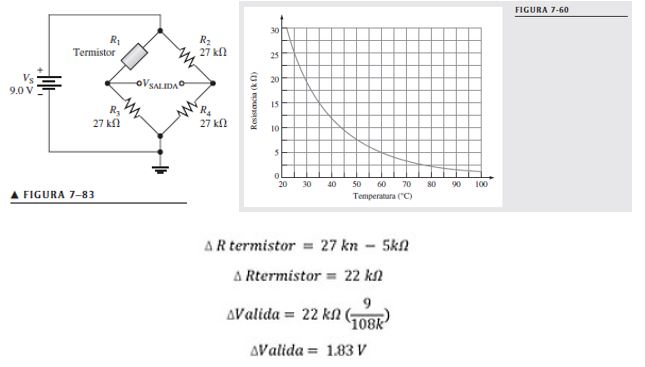 R1
Termistor
R2
27 kΩ
VS
9.0 V
+
−
VSALIDA
R3
27 kΩ
R4
27 kΩ
▲ FIGURA 7–83
FIGURA 7-60
Resistencia (k Ω)
30
25
20
15
10
5
0
20 30 40 50 60 70 80 90 100
Temperatura (°C)
Δ R termistor = 27 kn − 5kΩ
Δ Rtermistor = 22 kΩ
ΔValida = 22 kΩ (9/108k)
ΔValida = 1.83 V